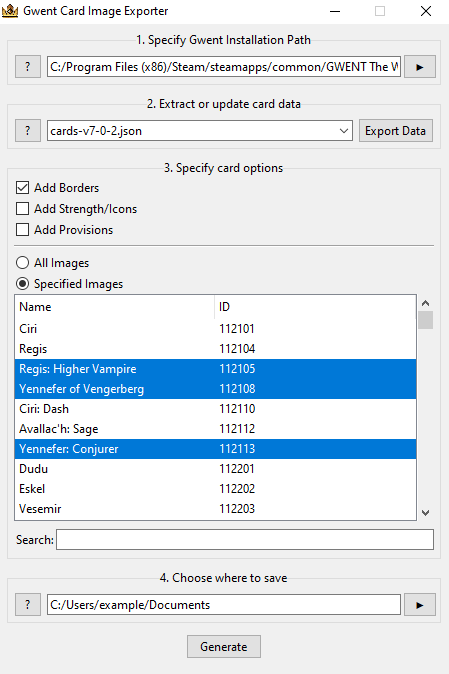 Gwent Card Image Exporter
1. Specify Gwent Installation Path
? C:/Program Files (x86)/Steam/steamapps/common/GWENT The W
2. Extract or update card data
? cards-v7-0-2.json Export Data
3. Specify card options
Add Borders
Add Strength/Icons
Add Provisions
All Images
Specified Images
Name ID
Ciri 112101
Regis 112104
Regis: Higher Vampire 112105
Yennefer of Vengerberg 112108
Ciri: Dash 112110
Avallac'h: Sage 112112
Yennefer: Conjurer 112113
Dudu 112201
Eskel 112202
Vesemir 112203
Search:
4. Choose where to save
? C:/Users/example/Documents
Generate